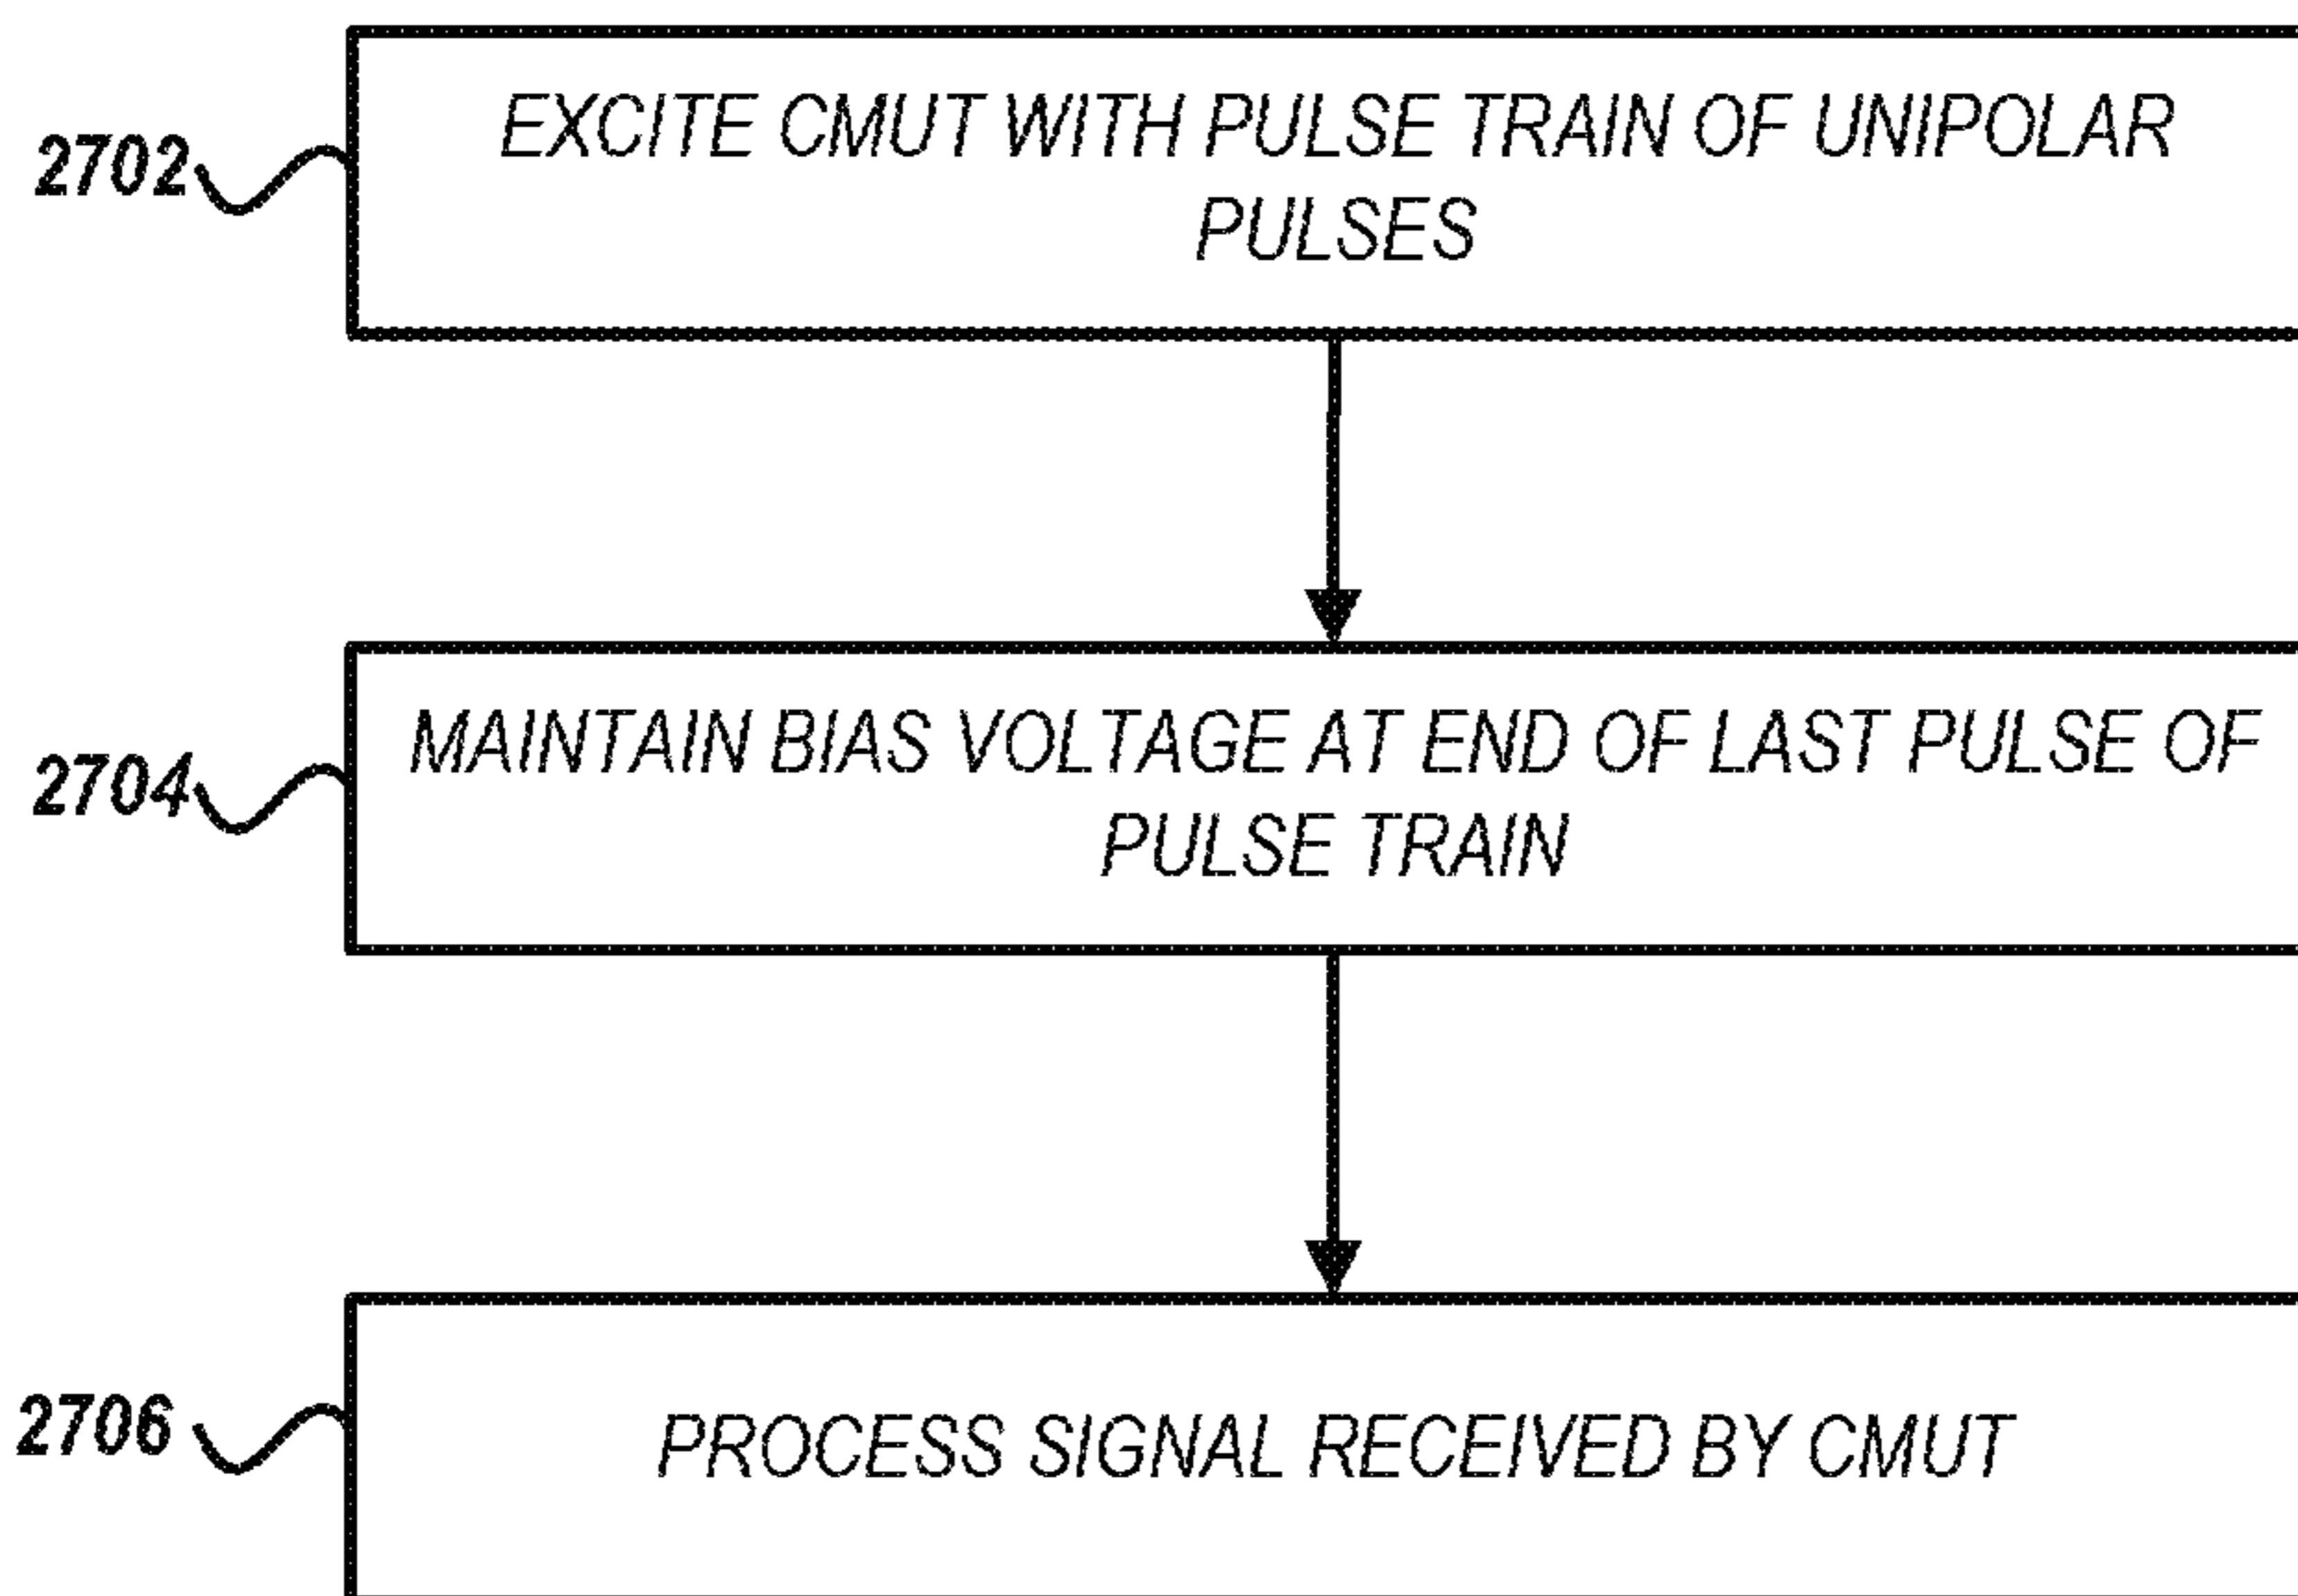 2702
EXCITE CMUT WITH PULSE TRAIN OF UNIPOLAR
PULSES
2704
MAINTAIN BIAS VOLTAGE AT END OF LAST PULSE OF
PULSE TRAIN
2706
PROCESS SIGNAL RECEIVED BY CMUT